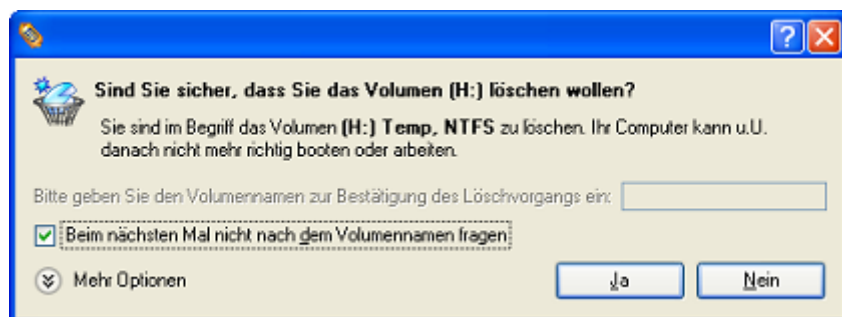 Sind Sie sicher, dass Sie das Volumen (H:) löschen wollen?
Sie sind im Begriff das Volumen (H:) Temp, NTFS zu löschen. Ihr Computer kann u.U.
danach nicht mehr richtig booten oder arbeiten.
Bitte geben Sie den Volumennamen zur Bestätigung des Löschvorgangs ein:
Beim nächsten Mal nicht nach dem Volumennamen fragen
Mehr Optionen
Ja
Nein